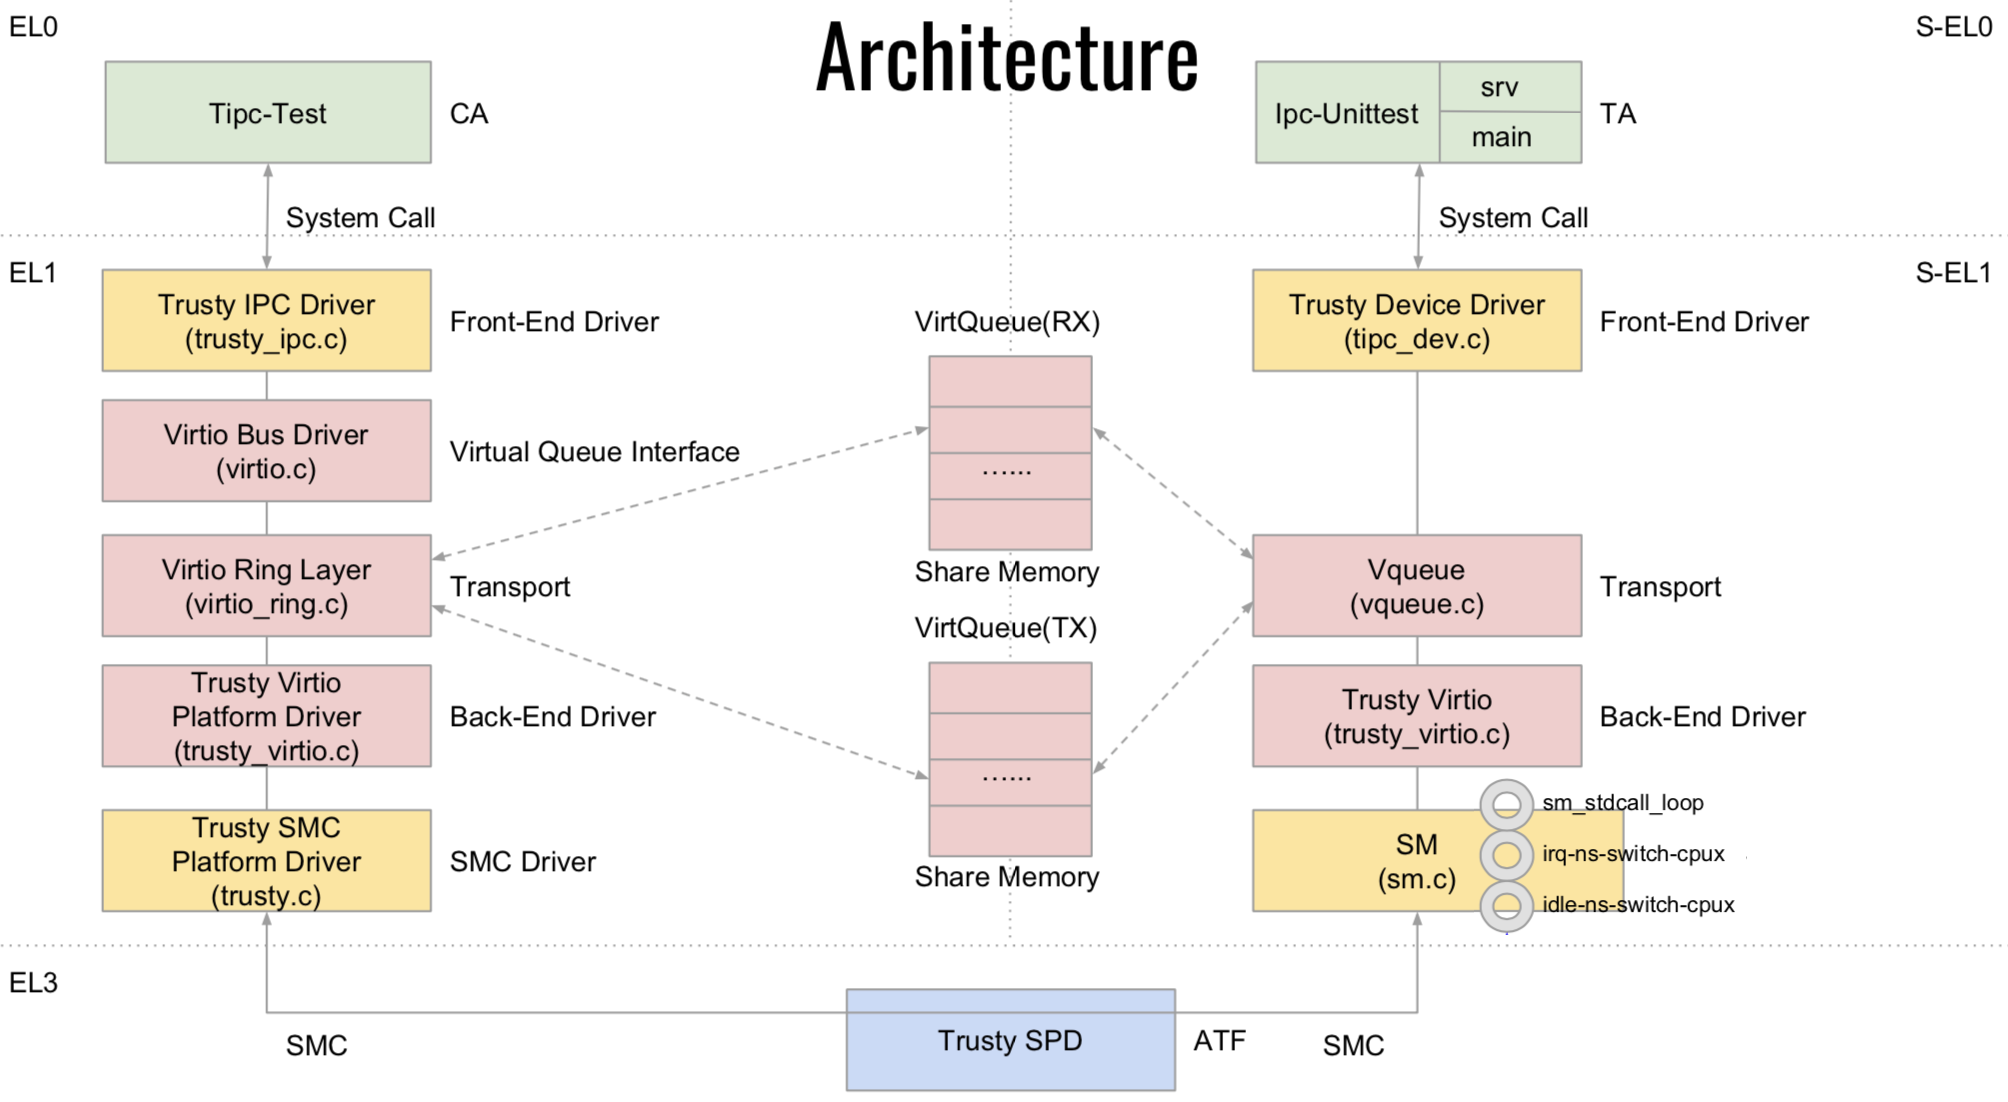 Architecture
EL0
S-EL0
Tipc-Test
CA
Ipc-Unittest
srv
main
TA
System Call
System Call
EL1
S-EL1
Trusty IPC Driver
(trusty_ipc.c)
Front-End Driver
Virtio Bus Driver
(virtio.c)
Virtual Queue Interface
Virtio Ring Layer
(virtio_ring.c)
Transport
Trusty Virtio
Platform Driver
(trusty_virtio.c)
Back-End Driver
Trusty SMC
Platform Driver
(trusty.c)
SMC Driver
VirtQueue(RX)
......
Share Memory
VirtQueue(TX)
......
Share Memory
Trusty Device Driver
(tipc_dev.c)
Front-End Driver
Vqueue
(vqueue.c)
Transport
Trusty Virtio
(trusty_virtio.c)
Back-End Driver
SM
(sm.c)
sm_stdcall_loop
irq-ns-switch-cpux
idle-ns-switch-cpux
EL3
SMC
Trusty SPD
ATF
SMC